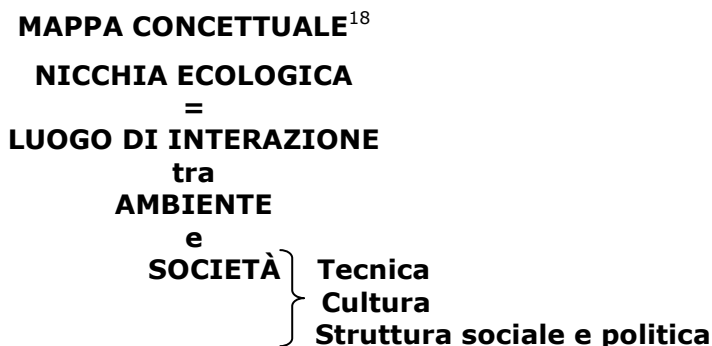 MAPPA CONCETTUALE18
NICCHIA ECOLOGICA
=
LUOGO DI INTERAZIONE
tra
AMBIENTE
e
SOCIETÀ Tecnica
Cultura
Struttura sociale e politica